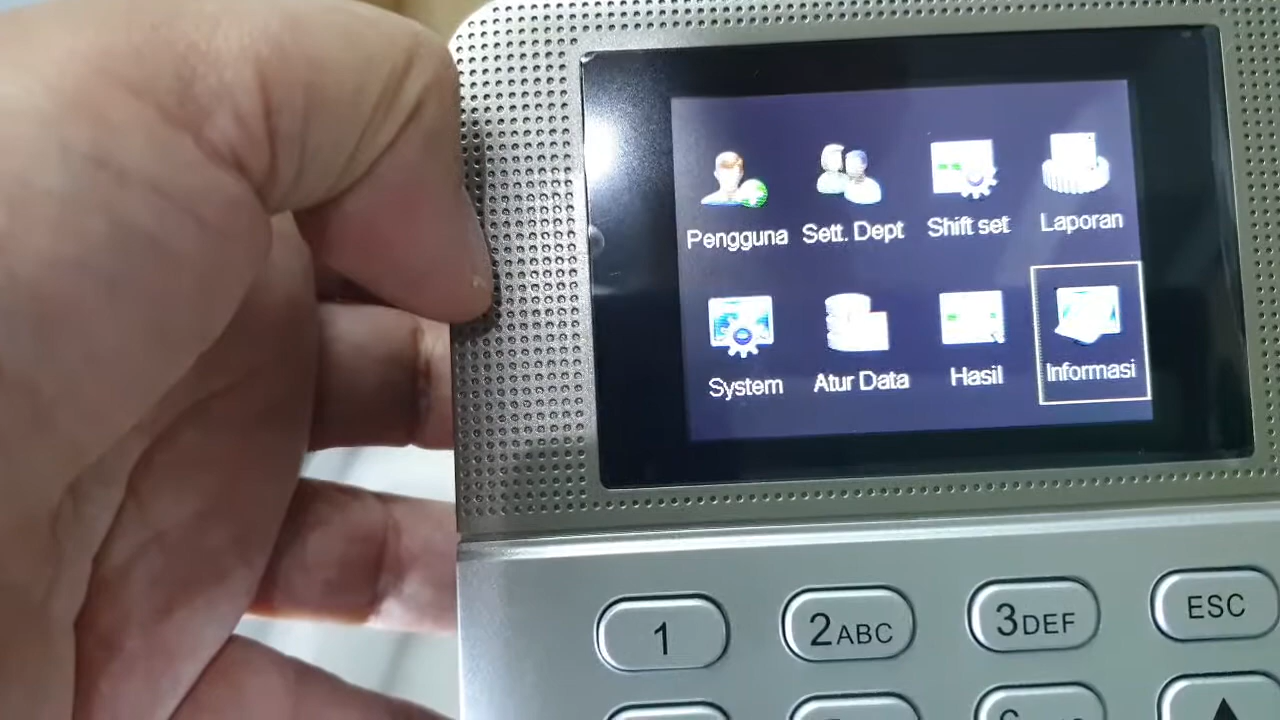 Pengguna Sett. Dept Shift set Laporan
System Atur Data Hasil Informasi
1 2ABC 3DEF ESC